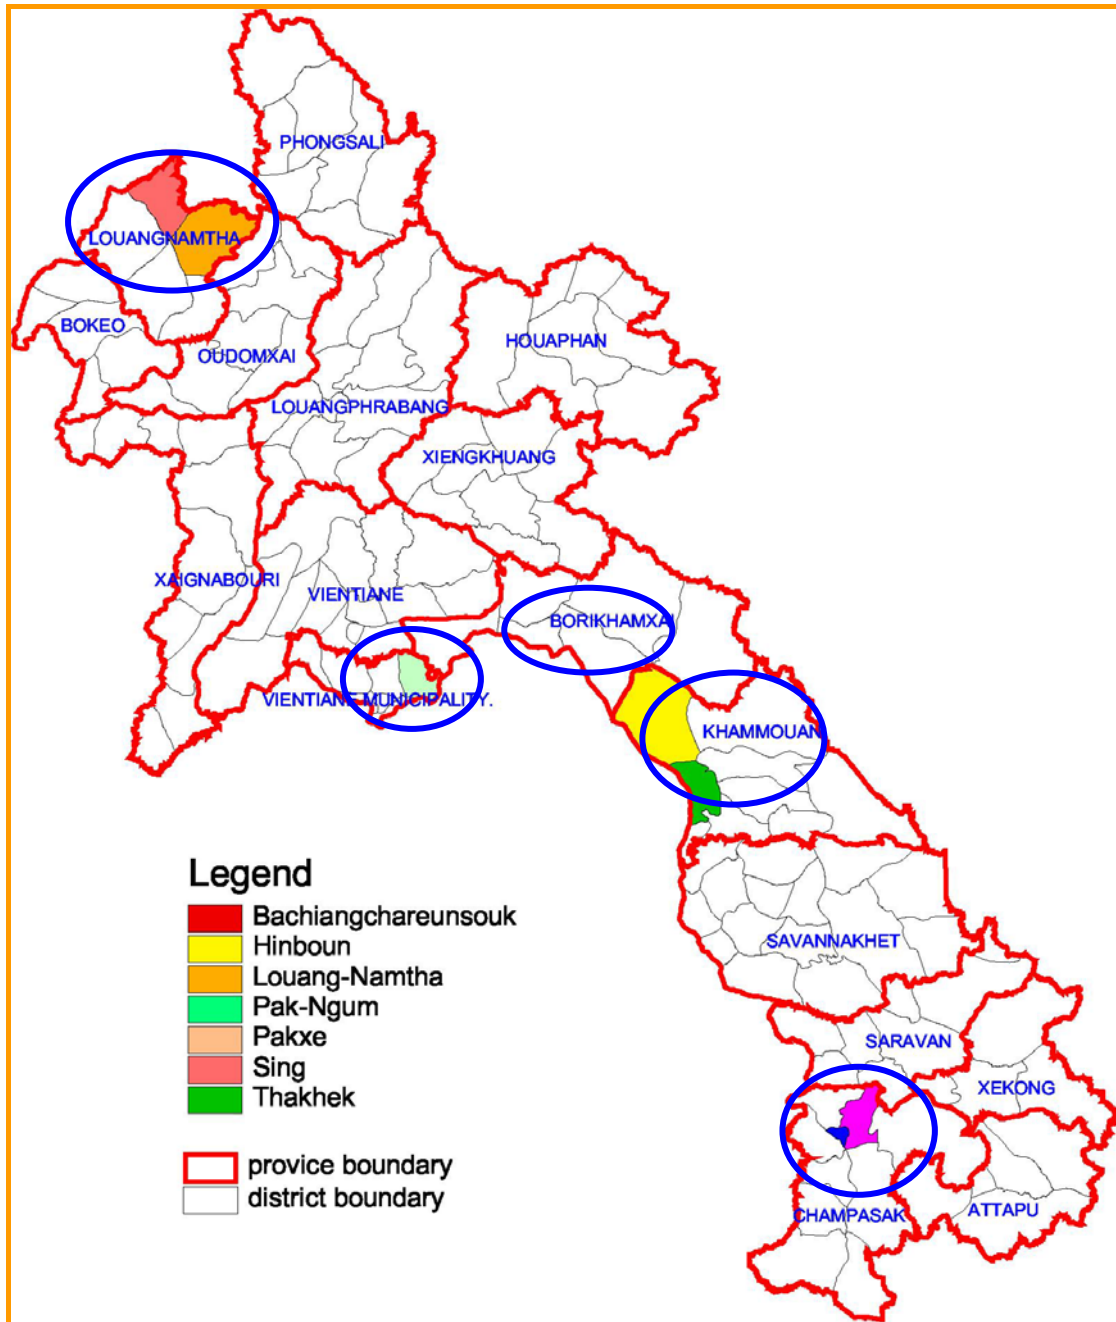 PHONGSALI
LOUANGNAMTHA
BOKEO
HOUAPHAN
OUDOMXAI
LOUANGPHRABANG
XIENGKHUANG
XAIGNABOURI
VIENTIANE
BORIKHAMXAI
VIENTIANE MUNICIPALITY.
KHAMMOUAN
Legend
Bachiangchareunsouk
Hinboun
Louang-Namtha
Pak-Ngum
Pakxe
Sing
Thakhek
provice boundary
district boundary
SAVANNAKHET
SARAVAN
XEKONG
CHAMPASAK
ATTAPU